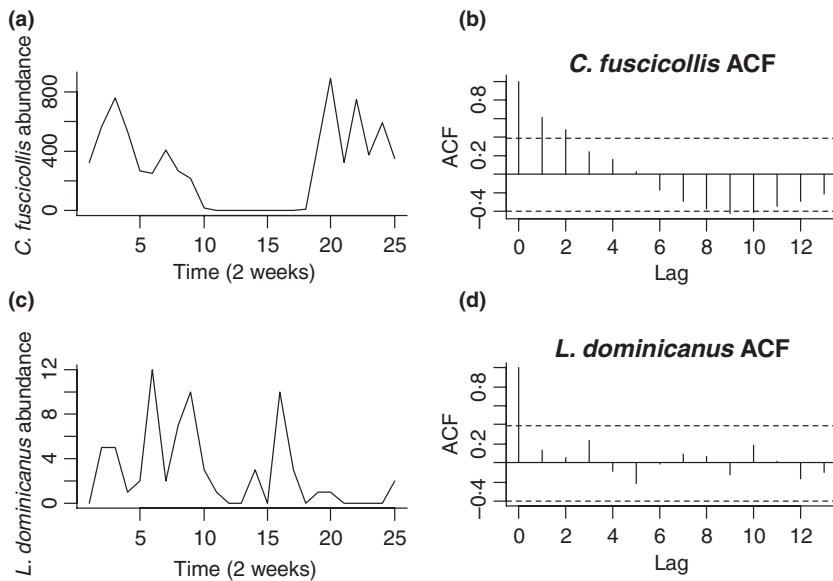 (a)
C. fuscicollis abundance
800
400
0
5 10 15 20 25
Time (2 weeks)
(b)
C. fuscicollis ACF
ACF
0·8
0·2
−0·4
0 2 4 6 8 10 12
Lag
(c)
L. dominicanus abundance
12
8
4
0
5 10 15 20 25
Time (2 weeks)
(d)
L. dominicanus ACF
ACF
0·8
0·2
−0·4
0 2 4 6 8 10 12
Lag